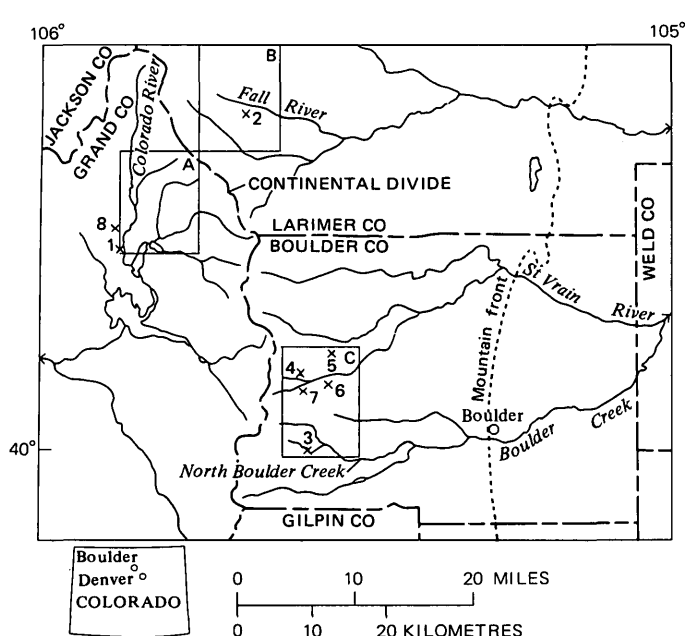 106°
105°
B
JACKSON CO
GRAND CO
Colorado River
Fall River
2
A
CONTINENTAL DIVIDE
8
1
LARIMER CO
BOULDER CO
WELD CO
St Vrain River
Mountain front
5 C
4
6
7
Boulder
3
Boulder Creek
40°
North Boulder Creek
GILPIN CO
Boulder
Denver
COLORADO
0 10 20 MILES
0 10 20 KILOMETRES